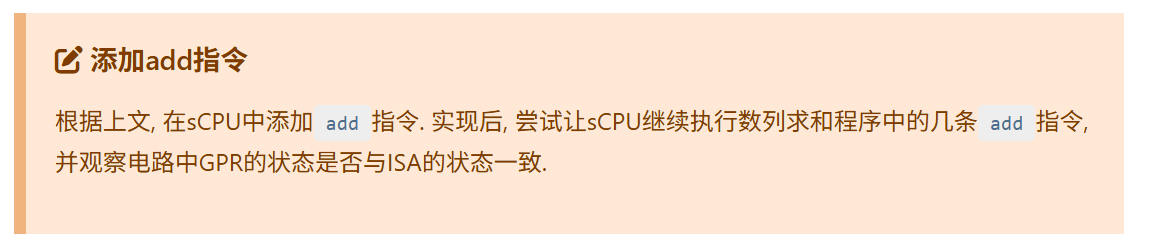 添加add指令
根据上文, 在sCPU中添加 add 指令. 实现后, 尝试让sCPU继续执行数列求和程序中的几条 add 指令,
并观察电路中GPR的状态是否与ISA的状态一致.